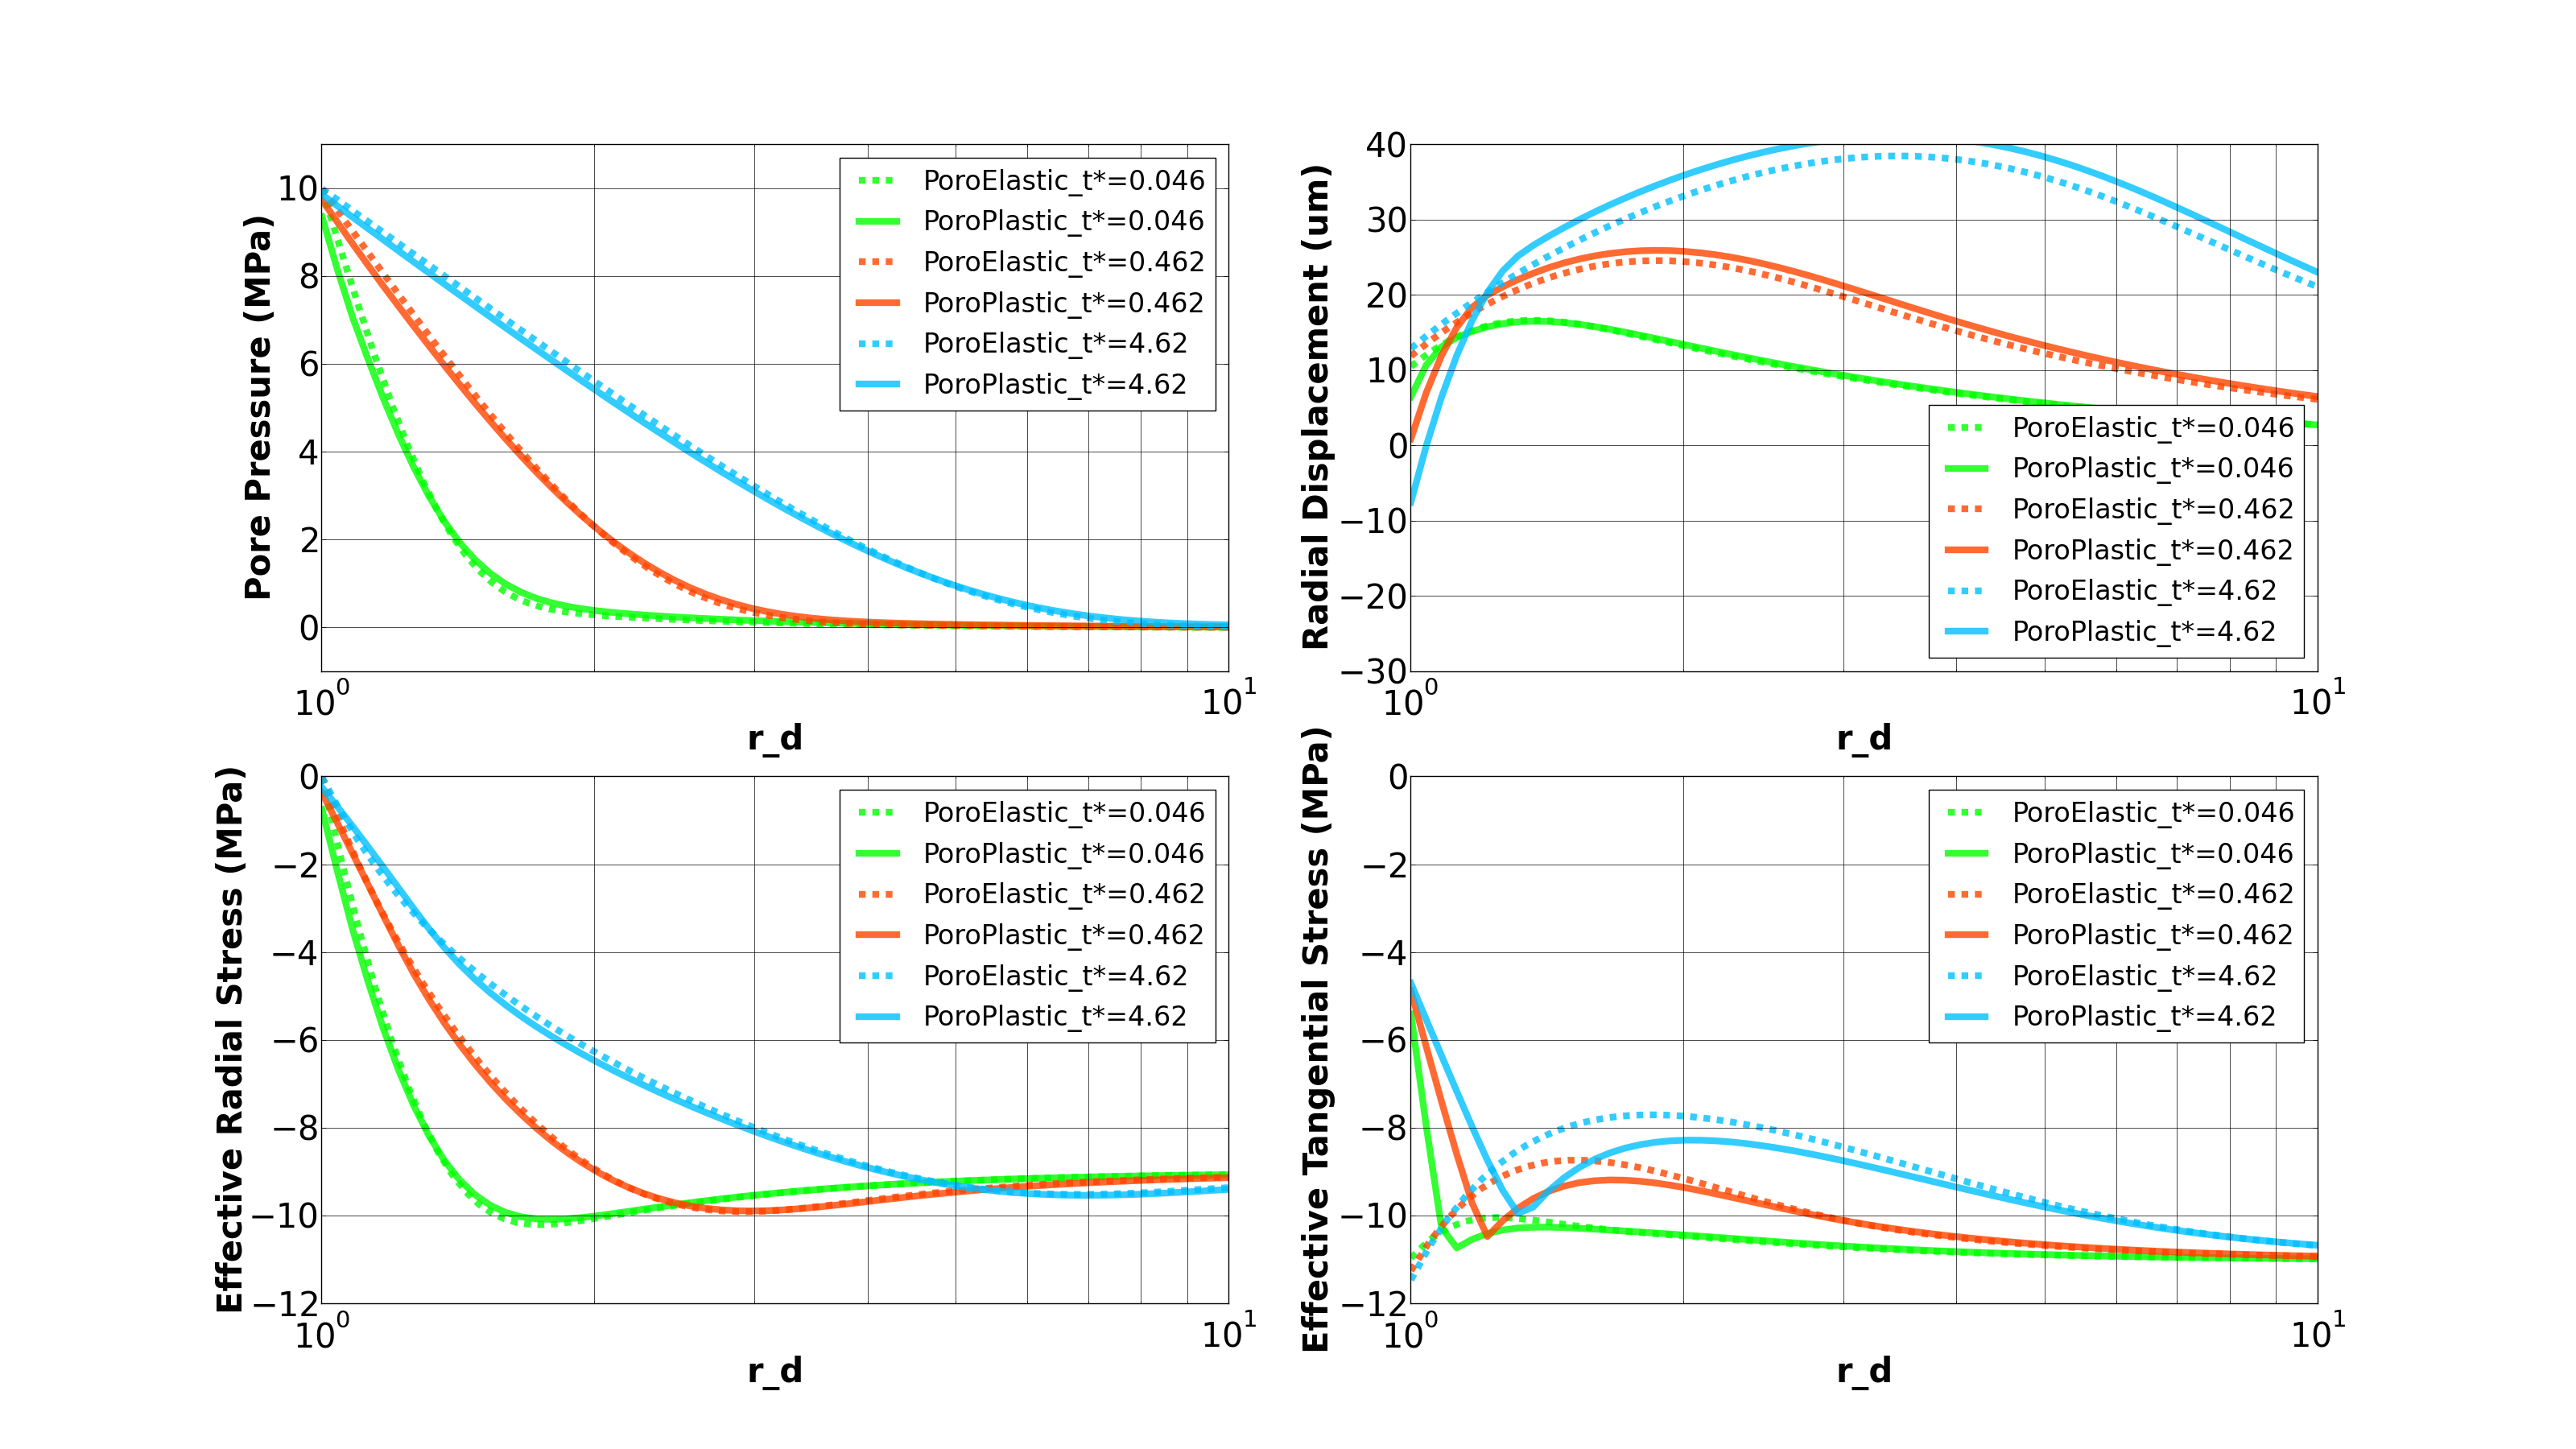 Pore Pressure (MPa)
10
8
6
4
2
0
10^0
10^1
r_d
PoroElastic_t*=0.046
PoroPlastic_t*=0.046
PoroElastic_t*=0.462
PoroPlastic_t*=0.462
PoroElastic_t*=4.62
PoroPlastic_t*=4.62
Radial Displacement (um)
40
30
20
10
0
−10
−20
−30
10^0
10^1
r_d
PoroElastic_t*=0.046
PoroPlastic_t*=0.046
PoroElastic_t*=0.462
PoroPlastic_t*=0.462
PoroElastic_t*=4.62
PoroPlastic_t*=4.62
Effective Radial Stress (MPa)
0
−2
−4
−6
−8
−10
−12
10^0
10^1
r_d
PoroElastic_t*=0.046
PoroPlastic_t*=0.046
PoroElastic_t*=0.462
PoroPlastic_t*=0.462
PoroElastic_t*=4.62
PoroPlastic_t*=4.62
Effective Tangential Stress (MPa)
0
−2
−4
−6
−8
−10
−12
10^0
10^1
r_d
PoroElastic_t*=0.046
PoroPlastic_t*=0.046
PoroElastic_t*=0.462
PoroPlastic_t*=0.462
PoroElastic_t*=4.62
PoroPlastic_t*=4.62